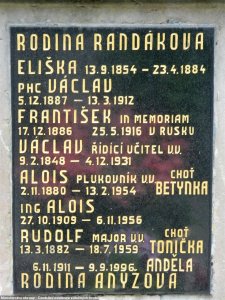 RODINA RANDÁKOVA
ELIŠKA 13.9.1854 – 23.4.1884
PHC VÁCLAV
5.12.1887 – 13.3.1912
FRANTIŠEK IN MEMORIAM
17.12.1886 25.5.1916 V RUSKU
VÁCLAV ŘÍDÍCÍ UČITEL U.V.
9.2.1848 – 4.12.1931
ALOIS PLUKOVNÍK V.V. CHOŤ
2.11.1880 – 13.2.1954 BETYNKA
ING ALOIS
27.10.1909 – 6.11.1956
RUDOLF MAJOR V.V. CHOŤ
13.3.1882 – 18.7.1959 TONIČKA
6.11.1911 – 9.9.1996 ANDĚLA
RODINA ANÝŽOVA